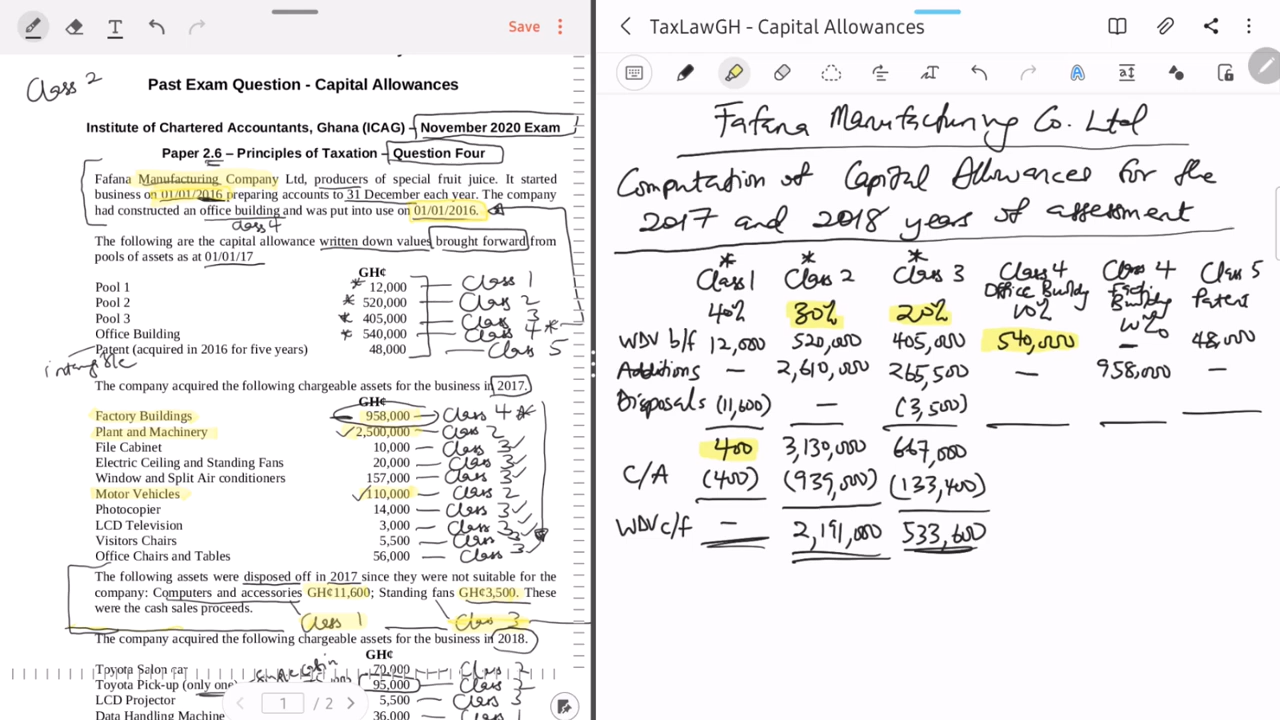 Save
Class 2
Past Exam Question - Capital Allowances
Institute of Chartered Accountants, Ghana (ICAG) – November 2020 Exam
Paper 2.6 – Principles of Taxation – Question Four
Fafana Manufacturing Company Ltd, producers of special fruit juice. It started
business on 01/01/2016 preparing accounts to 31 December each year. The company
had constructed an office building and was put into use on 01/01/2016.
class 4
The following are the capital allowance written down values brought forward from
pools of assets as at 01/01/17
GH¢
Pool 1 * 12,000 Class 1
Pool 2 * 520,000 Class 2
Pool 3 * 405,000 Class 3
Office Building * 540,000 Class 4 *
Patent (acquired in 2016 for five years) 48,000 Class 5
intangible
The company acquired the following chargeable assets for the business in 2017.
GH¢
Factory Buildings 958,000 Class 4 *
Plant and Machinery ✓ 2,500,000 Class 2
File Cabinet 10,000 Class 3 ✓
Electric Ceiling and Standing Fans 20,000 Class 3 ✓
Window and Split Air conditioners 157,000 Class 3 ✓
Motor Vehicles ✓ 110,000 Class 2
Photocopier 14,000 Class 3 ✓
LCD Television 3,000 Class 3 ✓
Visitors Chairs 5,500 Class 3 ✓
Office Chairs and Tables 56,000 Class 3
The following assets were disposed off in 2017 since they were not suitable for the
company: Computers and accessories GH¢11,600; Standing fans GH¢3,500. These
were the cash sales proceeds.
Class 1 Class 3
The company acquired the following chargeable assets for the business in 2018.
GH¢
Toyota Salon car 70,000 Class 2
Toyota Pick-up (only one) 95,000 Class 2
LCD Projector 5,500 Class 3
Data Handling Machine 36,000 Class 1
1 / 2
TaxLawGH - Capital Allowances
Fafana Manufacturing Co. Ltd
Computation of Capital Allowances for the
2017 and 2018 years of assessment
* * *
Class 1 Class 2 Class 3 Class 4 Class 4 Class 5
Office Building Factory Building Patent
40% 30% 20% 10% 10%
WDV b/f 12,000 520,000 405,000 540,000 – 48,000
Additions – 2,610,000 265,500 – 958,000 –
Disposals (11,600) – (3,500)
400 3,130,000 667,000
C/A (400) (939,000) (133,400)
WDV c/f – 2,191,000 533,600